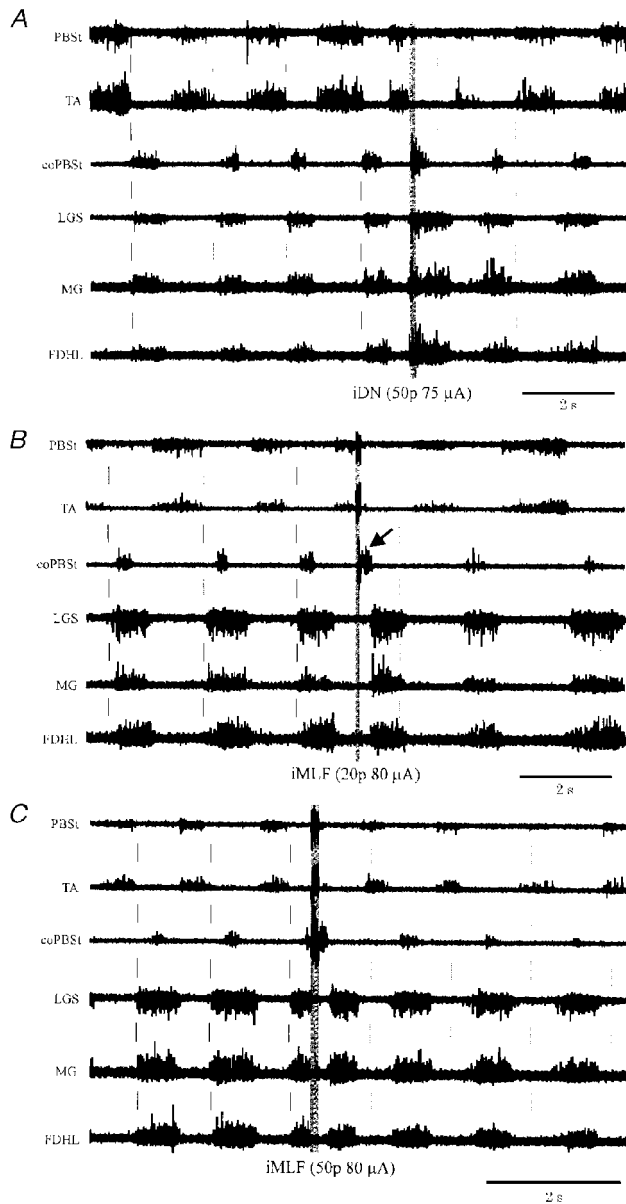 A
PBSt
TA
coPBSt
LGS
MG
FDHL
iDN (50p 75 µA)
2 s
B
PBSt
TA
coPBSt
LGS
MG
FDHL
iMLF (20p 80 µA)
2 s
C
PBSt
TA
coPBSt
LGS
MG
FDHL
iMLF (50p 80 µA)
2 s